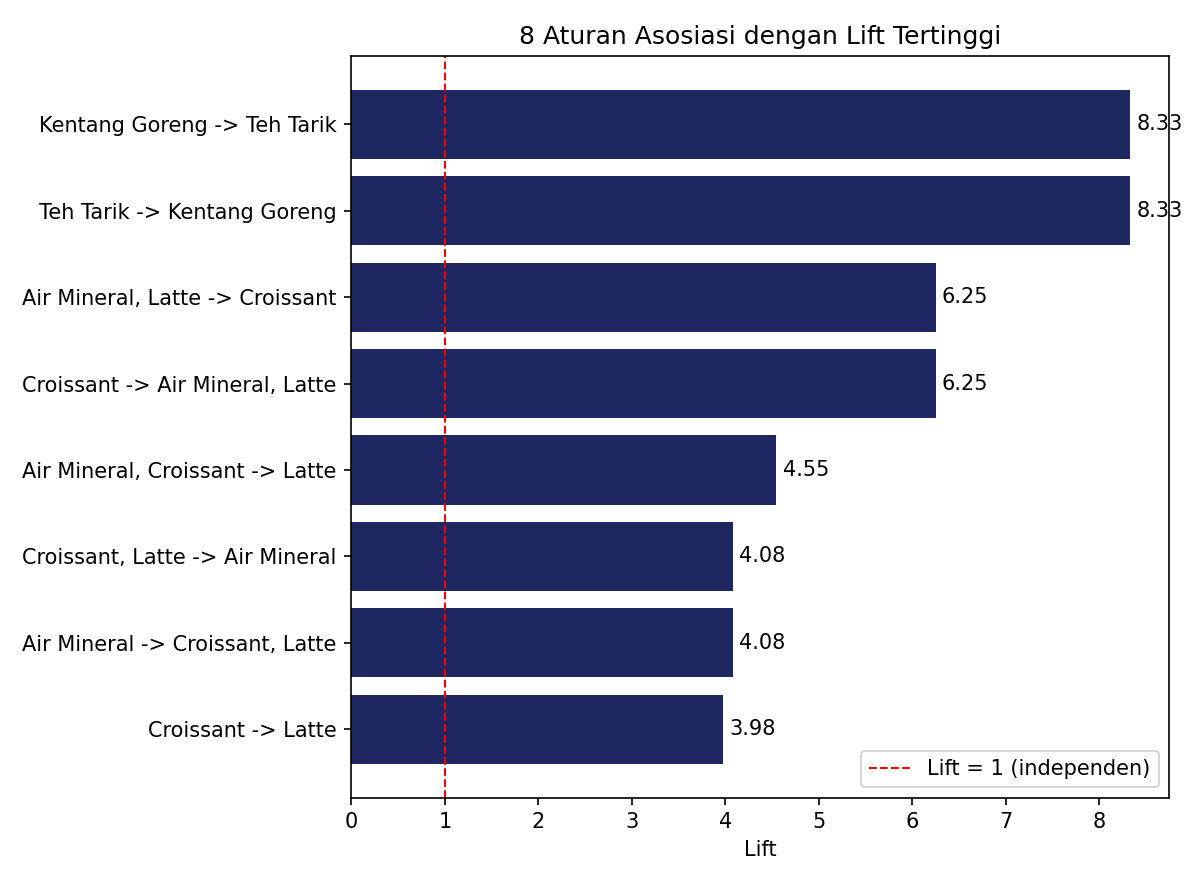 8 Aturan Asosiasi dengan Lift Tertinggi
Kentang Goreng -> Teh Tarik
8.33
Teh Tarik -> Kentang Goreng
8.33
Air Mineral, Latte -> Croissant
6.25
Croissant -> Air Mineral, Latte
6.25
Air Mineral, Croissant -> Latte
4.55
Croissant, Latte -> Air Mineral
4.08
Air Mineral -> Croissant, Latte
4.08
Croissant -> Latte
3.98
Lift = 1 (independen)
0 1 2 3 4 5 6 7 8
Lift